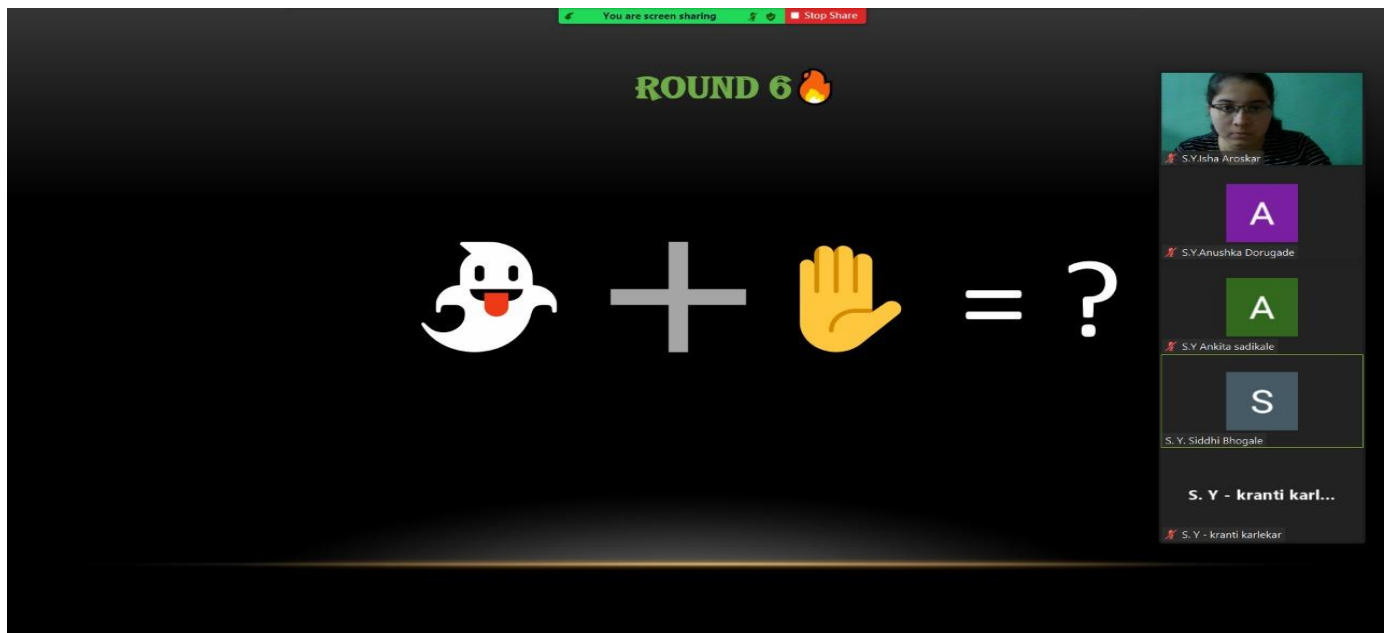 You are screen sharing
Stop Share
ROUND 6🔥
= ?
S.Y.Isha Aroskar
A
S.Y.Anushka Dorugade
A
S.Y Ankita sadikale
S
S. Y. Siddhi Bhogale
S. Y - kranti karl...
S. Y - kranti karlekar